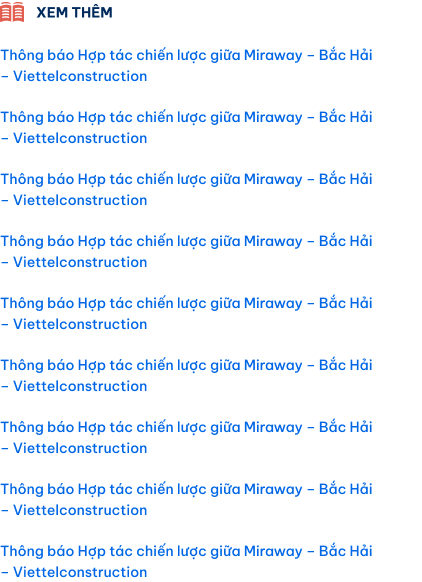 XEM THÊM
Thông báo Hợp tác chiến lược giữa Miraway – Bắc Hải
– Viettelconstruction
Thông báo Hợp tác chiến lược giữa Miraway – Bắc Hải
– Viettelconstruction
Thông báo Hợp tác chiến lược giữa Miraway – Bắc Hải
– Viettelconstruction
Thông báo Hợp tác chiến lược giữa Miraway – Bắc Hải
– Viettelconstruction
Thông báo Hợp tác chiến lược giữa Miraway – Bắc Hải
– Viettelconstruction
Thông báo Hợp tác chiến lược giữa Miraway – Bắc Hải
– Viettelconstruction
Thông báo Hợp tác chiến lược giữa Miraway – Bắc Hải
– Viettelconstruction
Thông báo Hợp tác chiến lược giữa Miraway – Bắc Hải
– Viettelconstruction
Thông báo Hợp tác chiến lược giữa Miraway – Bắc Hải
– Viettelconstruction